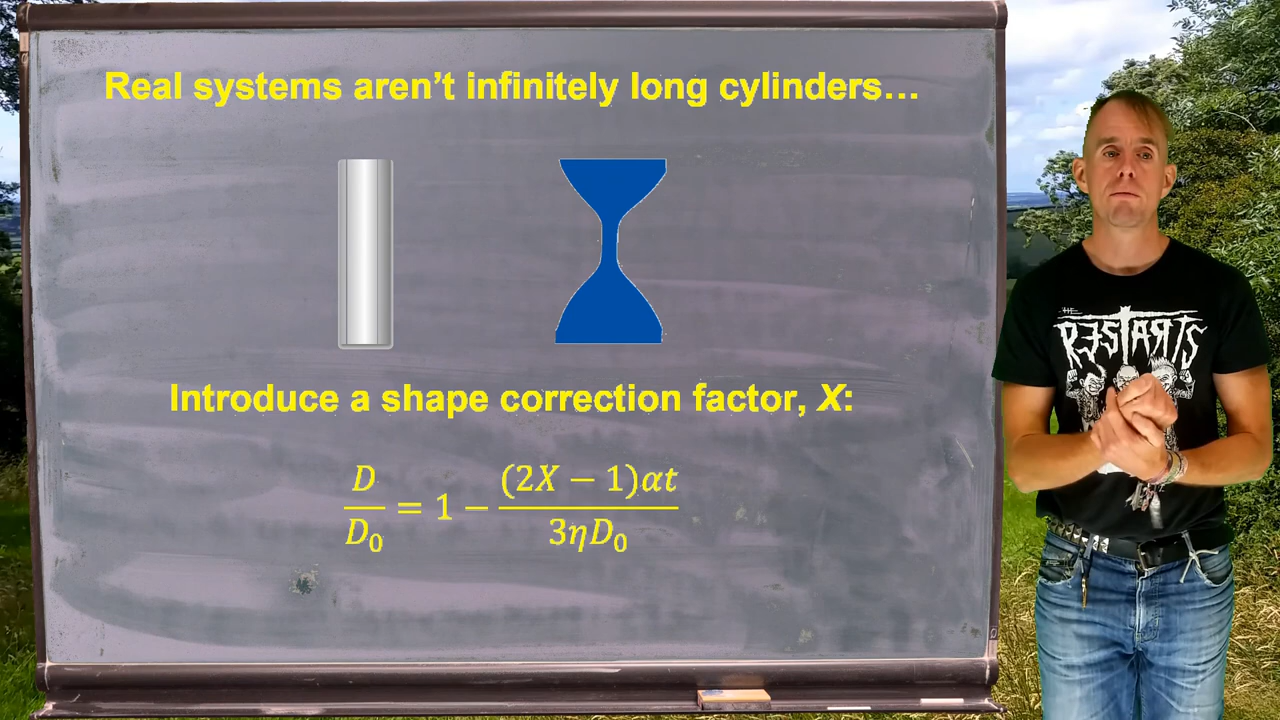 Real systems aren’t infinitely long cylinders…
Introduce a shape correction factor, X:
D/D₀ = 1 − (2X − 1)αt/3ηD₀
THE
RESTARTS